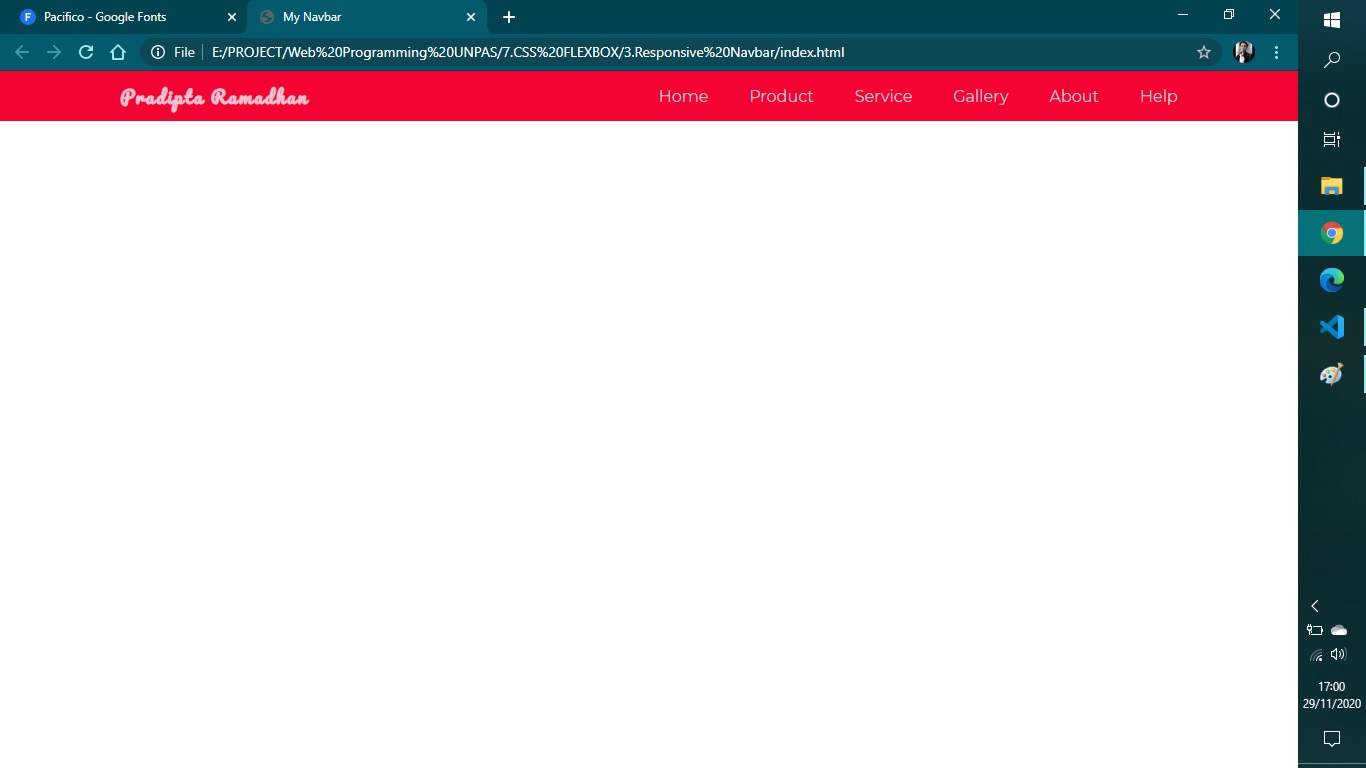 F Pacifico - Google Fonts
My Navbar
File E:/PROJECT/Web%20Programming%20UNPAS/7.CSS%20FLEXBOX/3.Responsive%20Navbar/index.html
Pradipta Ramadhan Home Product Service Gallery About Help
17:00
29/11/2020